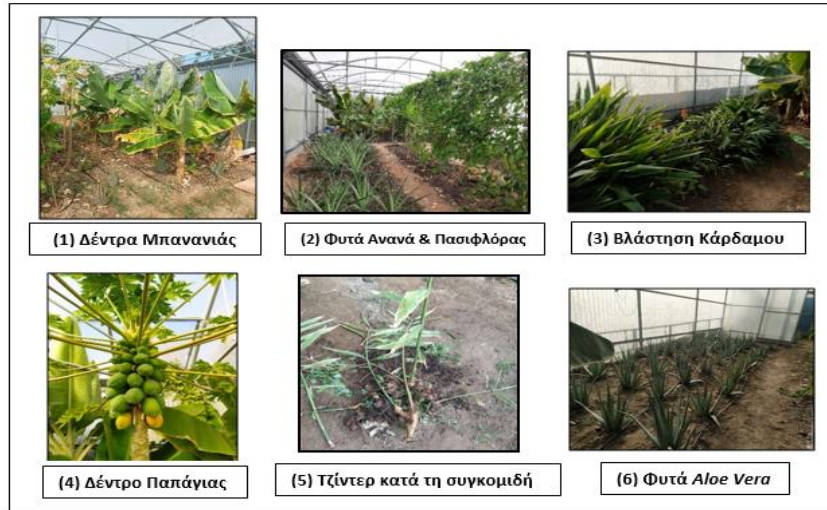 (1) Δέντρα Μπανανιάς
(2) Φυτά Ανανά & Πασιφλόρας
(3) Βλάστηση Κάρδαμου
(4) Δέντρο Παπάγιας
(5) Τζίντερ κατά τη συγκομιδή
(6) Φυτά Aloe Vera